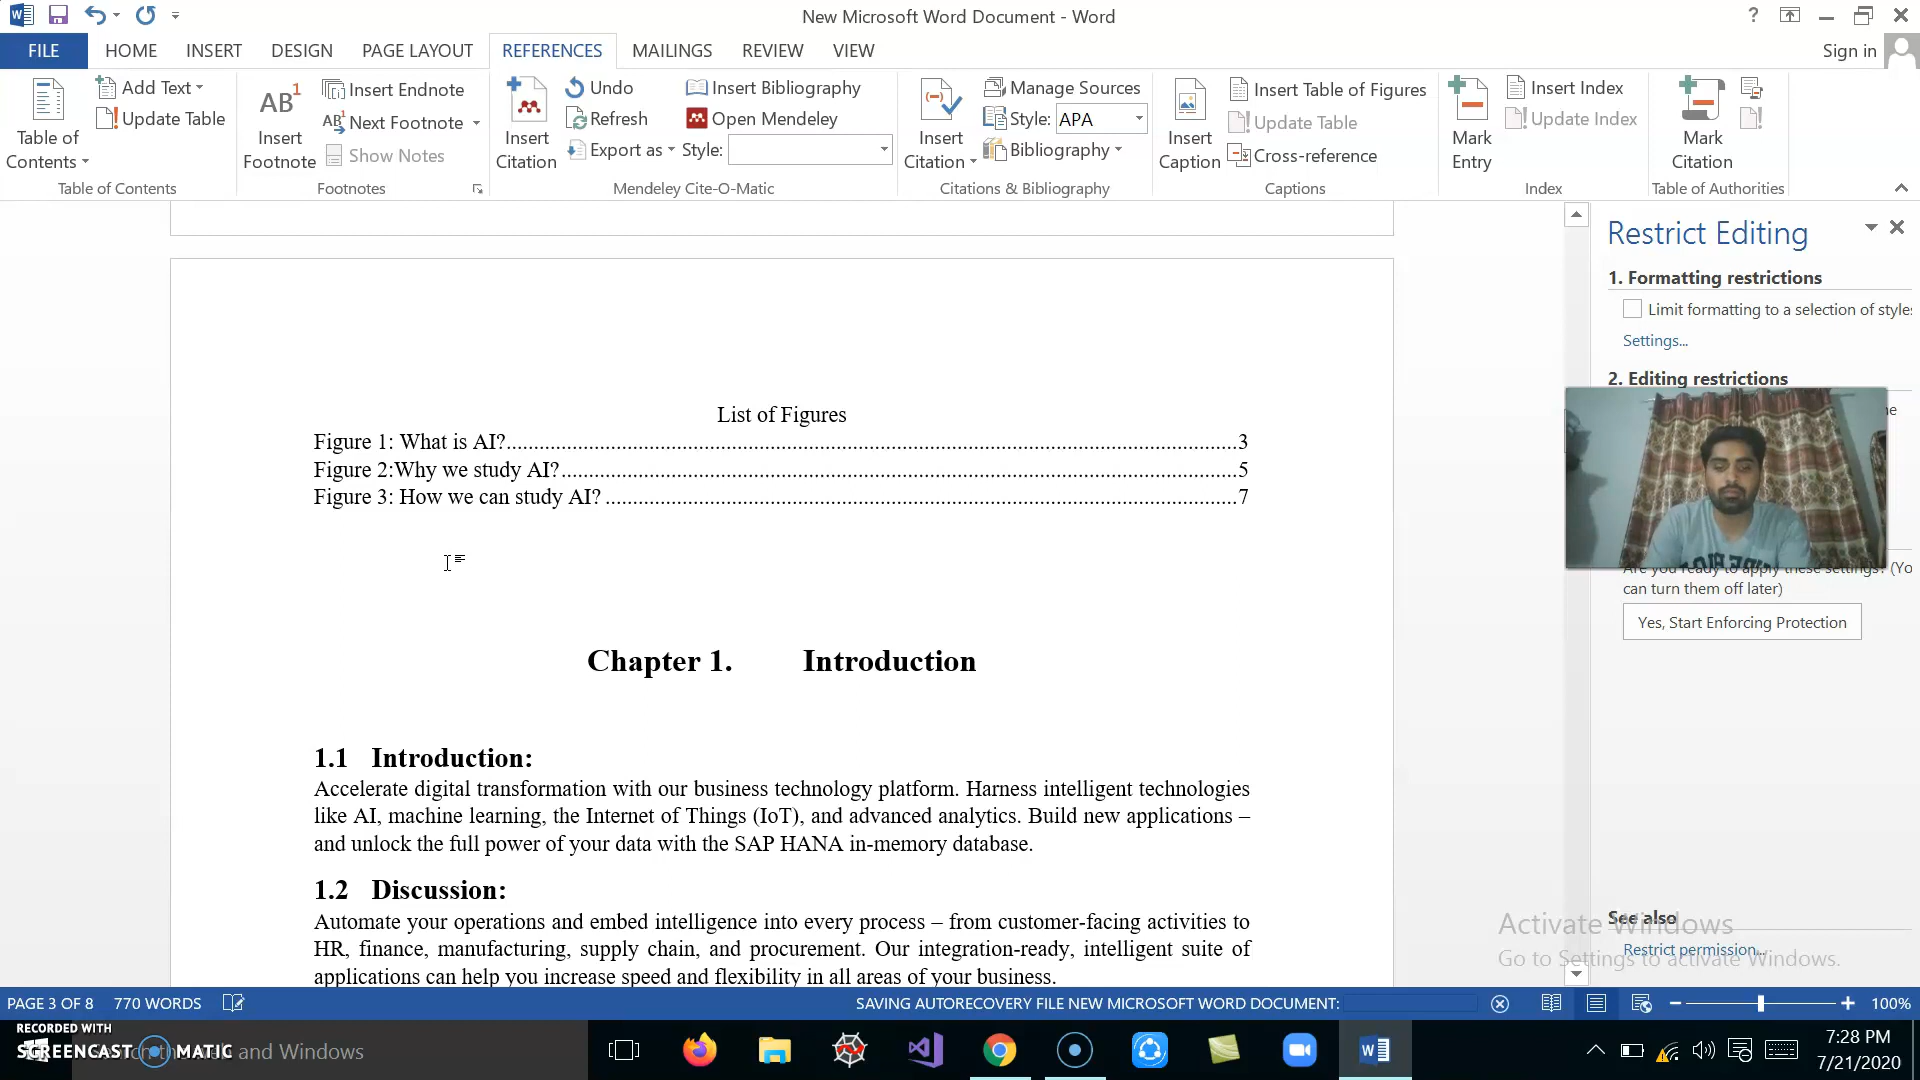 New Microsoft Word Document - Word
FILE HOME INSERT DESIGN PAGE LAYOUT REFERENCES MAILINGS REVIEW VIEW Sign in
Table of Contents
Add Text
Update Table
Table of Contents
AB1
Insert Footnote
Insert Endnote
AB1 Next Footnote
Show Notes
Footnotes
Insert Citation
Undo
Refresh
Export as
Insert Bibliography
Open Mendeley
Style:
Mendeley Cite-O-Matic
Insert Citation
Manage Sources
Style: APA
Bibliography
Citations & Bibliography
Insert Caption
Insert Table of Figures
Update Table
Cross-reference
Captions
Mark Entry
Insert Index
Update Index
Index
Mark Citation
Table of Authorities
List of Figures
Figure 1: What is AI?....................3
Figure 2:Why we study AI?....................5
Figure 3: How we can study AI? ....................7
Chapter 1. Introduction
1.1 Introduction:
Accelerate digital transformation with our business technology platform. Harness intelligent technologies
like AI, machine learning, the Internet of Things (IoT), and advanced analytics. Build new applications –
and unlock the full power of your data with the SAP HANA in-memory database.
1.2 Discussion:
Automate your operations and embed intelligence into every process – from customer-facing activities to
HR, finance, manufacturing, supply chain, and procurement. Our integration-ready, intelligent suite of
applications can help you increase speed and flexibility in all areas of your business.
Restrict Editing
1. Formatting restrictions
Limit formatting to a selection of styles
Settings...
2. Editing restrictions
Are you ready to apply these settings? (Yo
can turn them off later)
Yes, Start Enforcing Protection
See also
Restrict permission...
Activate Windows
Go to Settings to activate Windows.
PAGE 3 OF 8 770 WORDS SAVING AUTORECOVERY FILE NEW MICROSOFT WORD DOCUMENT: 100%
RECORDED WITH
SCREENCAST MATIC
and Windows
7:28 PM
7/21/2020